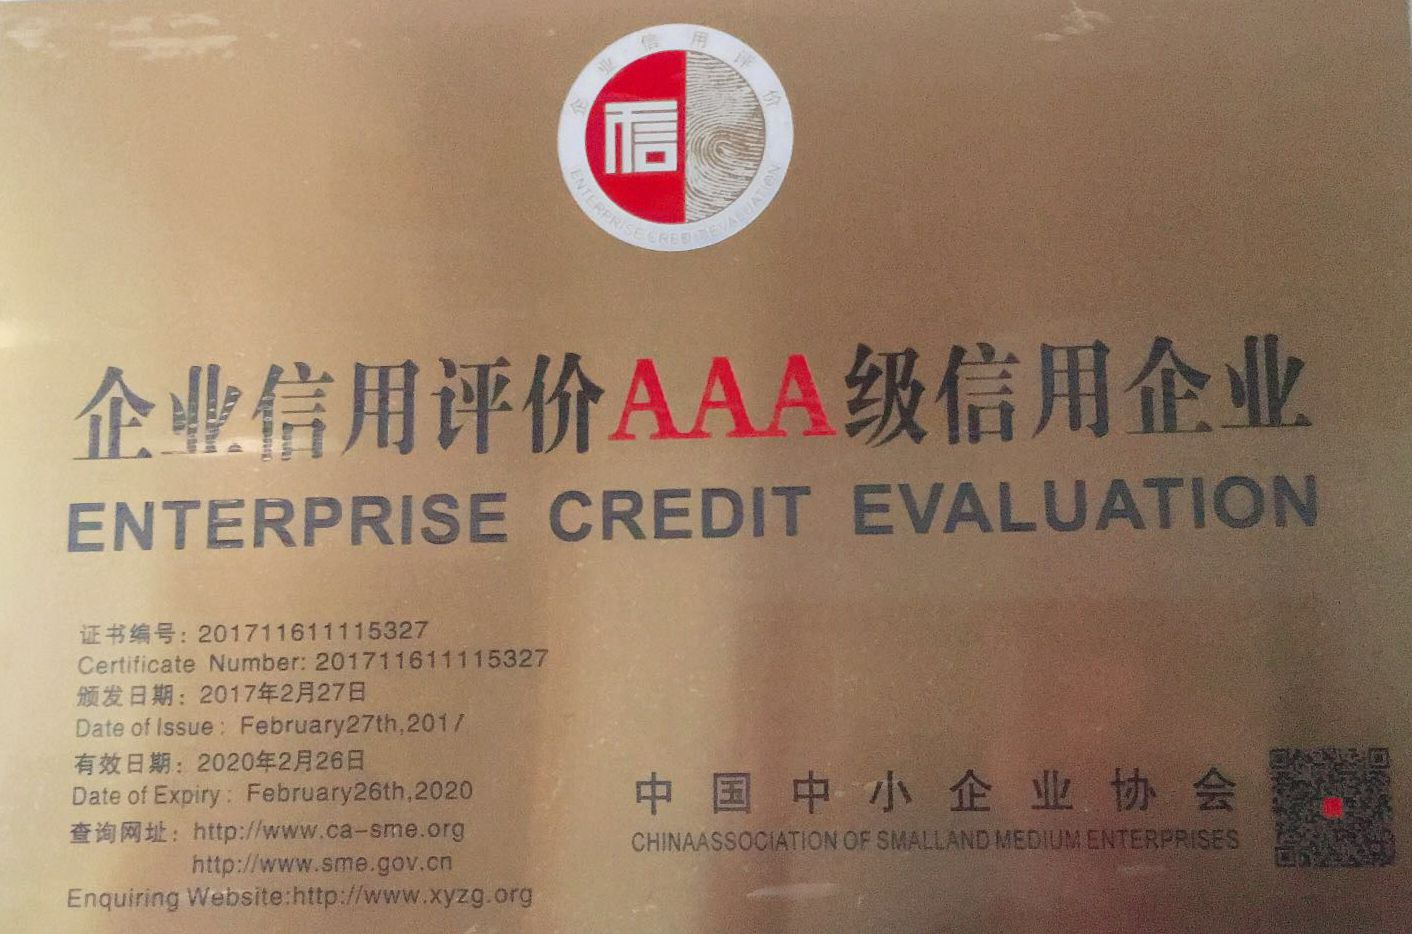 企业信用评价
信
ENTERPRISE CREDIT EVALUATION
企业信用评价AAA级信用企业
ENTERPRISE CREDIT EVALUATION
证书编号：201711611115327
Certificate Number: 201711611115327
颁发日期：2017年2月27日
Date of Issue: February27th,2017
有效日期：2020年2月26日
Date of Expiry: February26th,2020
查询网址：http://www.ca-sme.org
http://www.sme.gov.cn
Enquiring Website:http://www.xyzg.org
中国中小企业协会
CHINAASSOCIATION OF SMALLAND MEDIUM ENTERPRISES